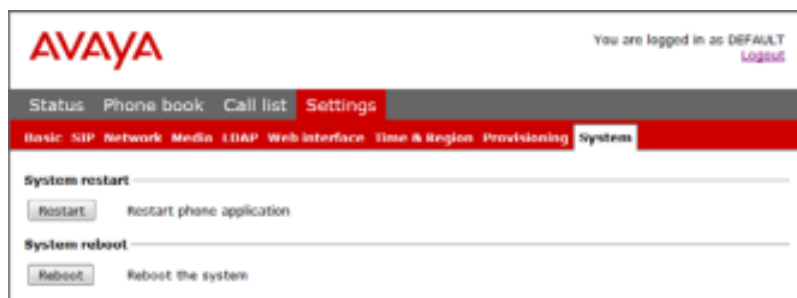 AVAYA
You are logged in as DEFAULT
Logout
Status Phone book Call list Settings
Basic SIP Network Media LDAP Web interface Time & Region Provisioning System
System restart
Restart Restart phone application
System reboot
Reboot Reboot the system